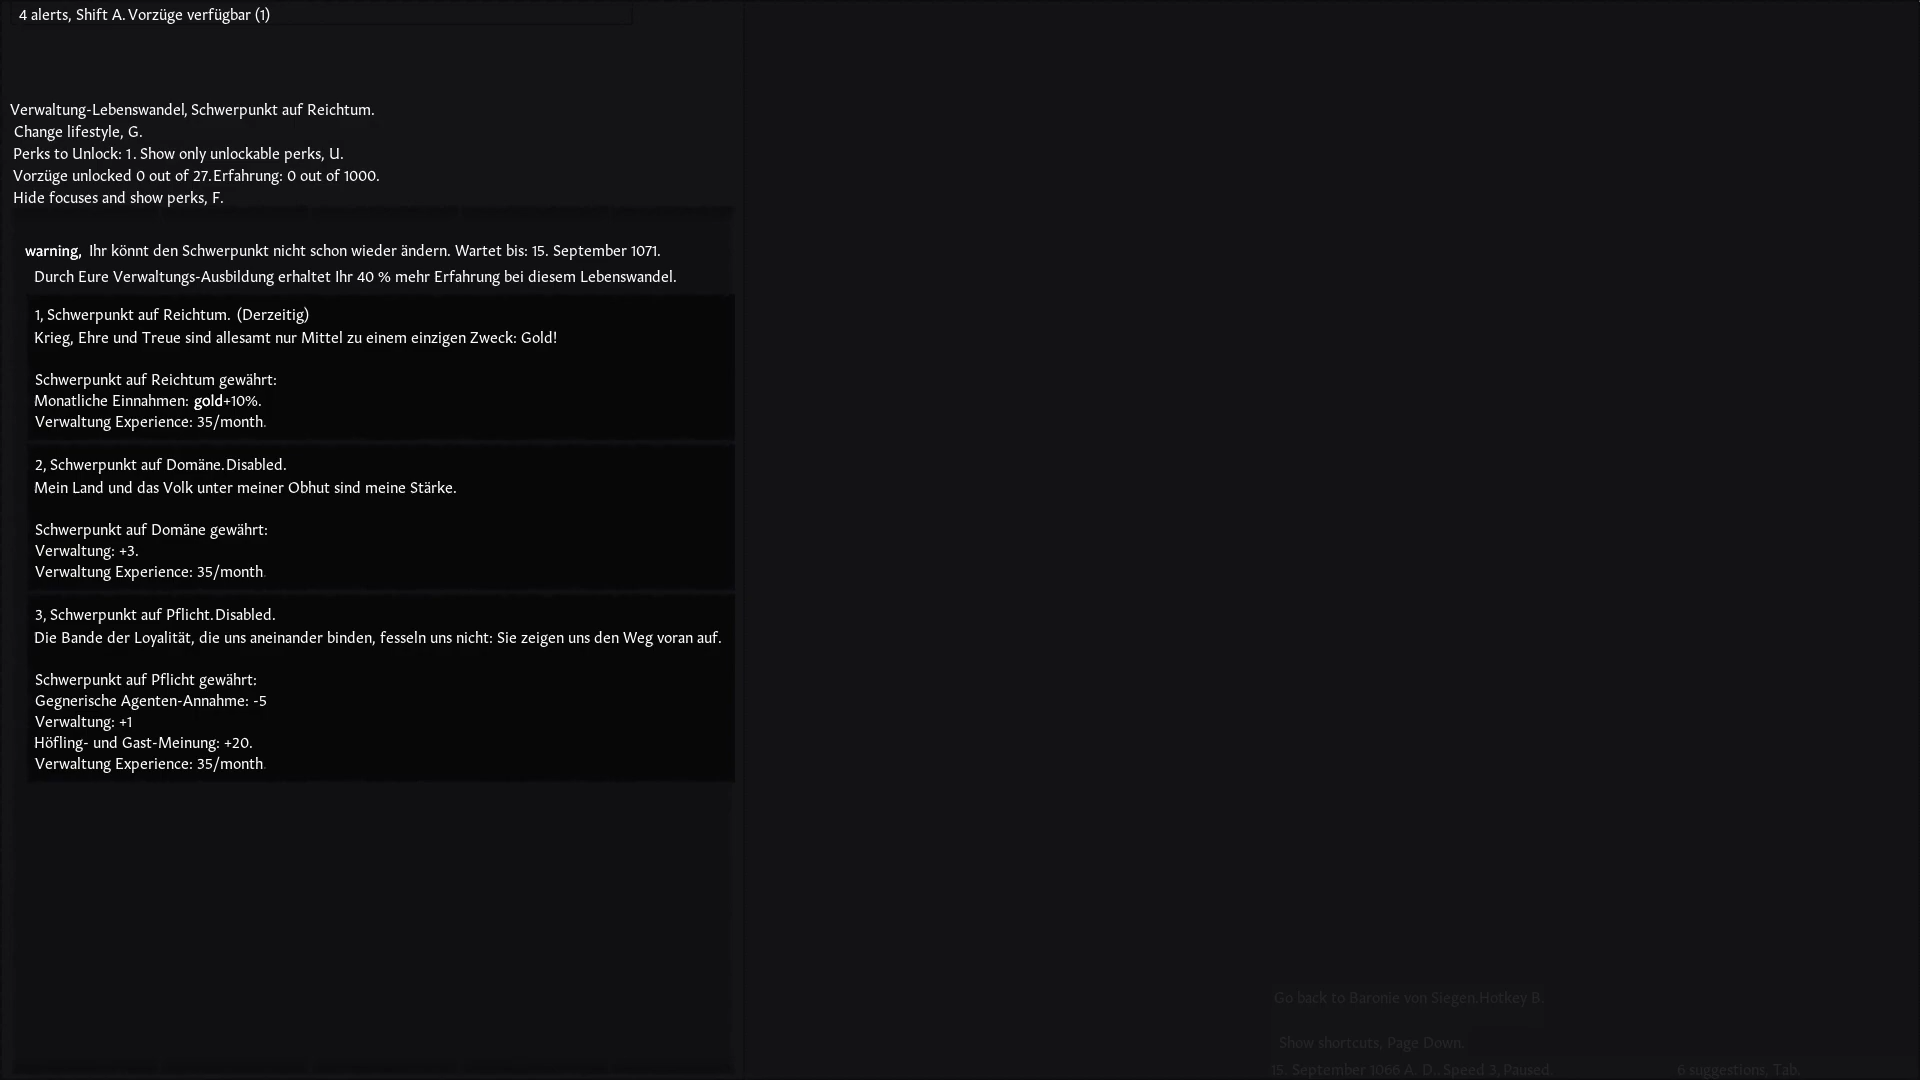 4 alerts, Shift A. Vorzüge verfügbar (1)
Verwaltung-Lebenswandel, Schwerpunkt auf Reichtum.
Change lifestyle, G.
Perks to Unlock: 1. Show only unlockable perks, U.
Vorzüge unlocked 0 out of 27. Erfahrung: 0 out of 1000.
Hide focuses and show perks, F.
warning, Ihr könnt den Schwerpunkt nicht schon wieder ändern. Wartet bis: 15. September 1071.
Durch Eure Verwaltungs-Ausbildung erhaltet Ihr 40 % mehr Erfahrung bei diesem Lebenswandel.
1, Schwerpunkt auf Reichtum. (Derzeitig)
Krieg, Ehre und Treue sind allesamt nur Mittel zu einem einzigen Zweck: Gold!
Schwerpunkt auf Reichtum gewährt:
Monatliche Einnahmen: gold+10%.
Verwaltung Experience: 35/month.
2, Schwerpunkt auf Domäne. Disabled.
Mein Land und das Volk unter meiner Obhut sind meine Stärke.
Schwerpunkt auf Domäne gewährt:
Verwaltung: +3.
Verwaltung Experience: 35/month.
3, Schwerpunkt auf Pflicht. Disabled.
Die Bande der Loyalität, die uns aneinander binden, fesseln uns nicht: Sie zeigen uns den Weg voran auf.
Schwerpunkt auf Pflicht gewährt:
Gegnerische Agenten-Annahme: -5
Verwaltung: +1
Höfling- und Gast-Meinung: +20.
Verwaltung Experience: 35/month.
Go back to Baronie von Siegen. Hotkey B.
Show shortcuts, Page Down.
15. September 1066 A. D.. Speed 3, Paused. 6 suggestions, Tab.